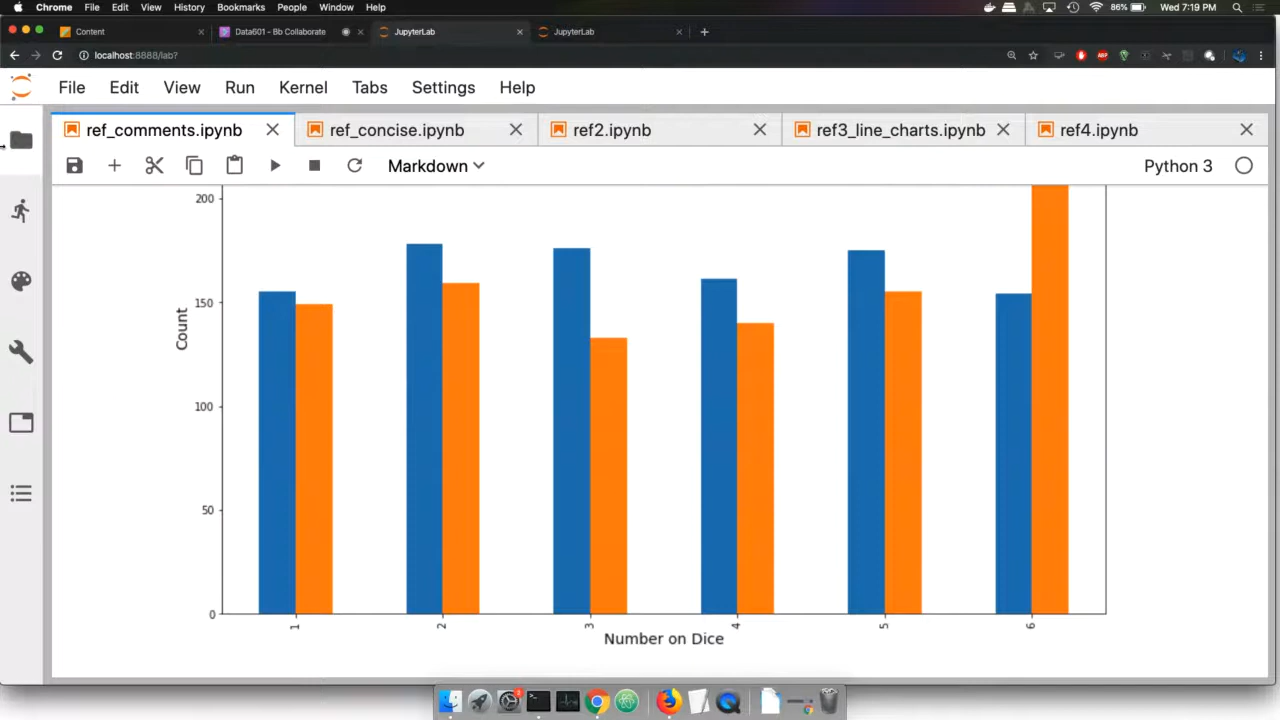 Chrome File Edit View History Bookmarks People Window Help 86% Wed 7:19 PM
Content Data601 - Bb Collaborate JupyterLab JupyterLab
localhost:8888/lab?
ABP
File Edit View Run Kernel Tabs Settings Help
ref_comments.ipynb ref_concise.ipynb ref2.ipynb ref3_line_charts.ipynb ref4.ipynb
Markdown Python 3
200
150
100
50
0
Count
1 2 3 4 5 6
Number on Dice